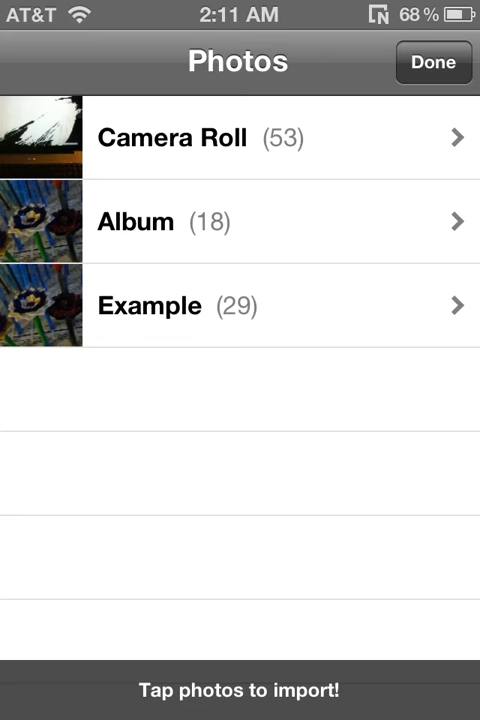 AT&T 2:11 AM N 68%
Photos Done
Camera Roll (53)
Album (18)
Example (29)
Tap photos to import!